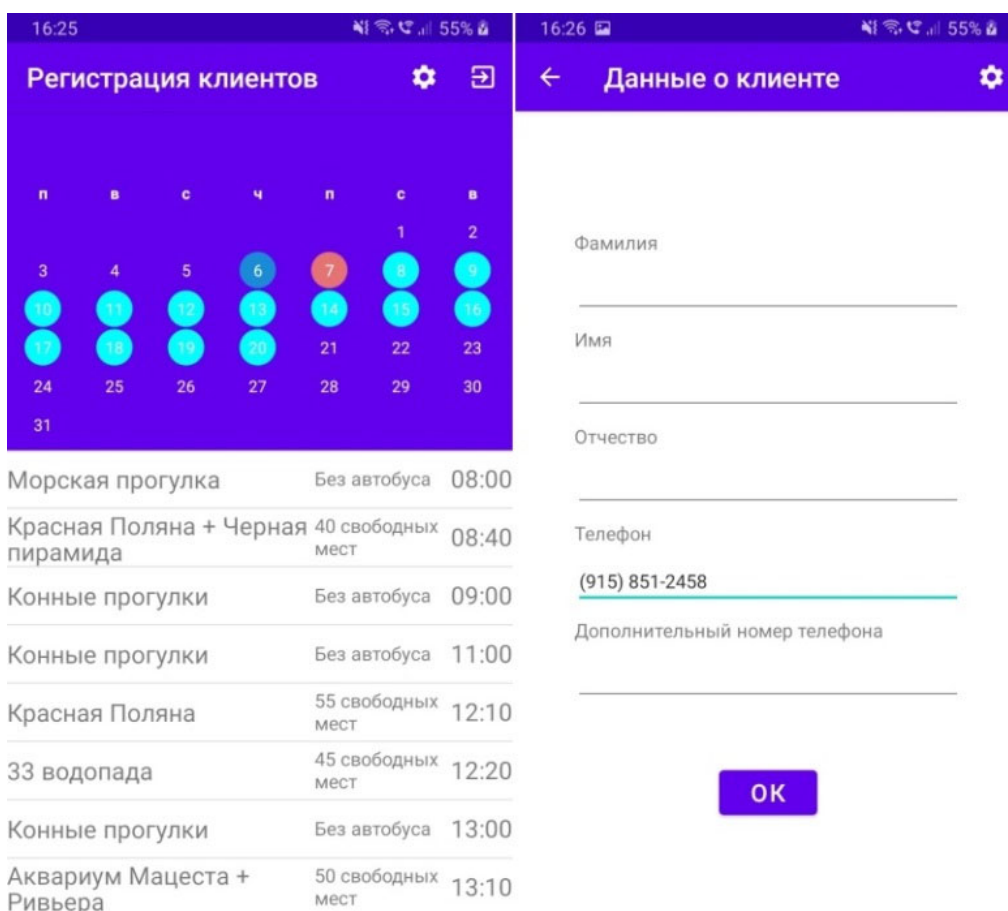 16:25 55%
Регистрация клиентов
п в с ч п с в
1 2
3 4 5 6 7 8 9
10 11 12 13 14 15 16
17 18 19 20 21 22 23
24 25 26 27 28 29 30
31
Морская прогулка Без автобуса 08:00
Красная Поляна + Черная 40 свободных 08:40
пирамида мест
Конные прогулки Без автобуса 09:00
Конные прогулки Без автобуса 11:00
Красная Поляна 55 свободных 12:10
мест
33 водопада 45 свободных 12:20
мест
Конные прогулки Без автобуса 13:00
Аквариум Мацеста + 50 свободных 13:10
Ривьера мест
16:26 55%
Данные о клиенте
Фамилия
Имя
Отчество
Телефон
(915) 851-2458
Дополнительный номер телефона
ОК